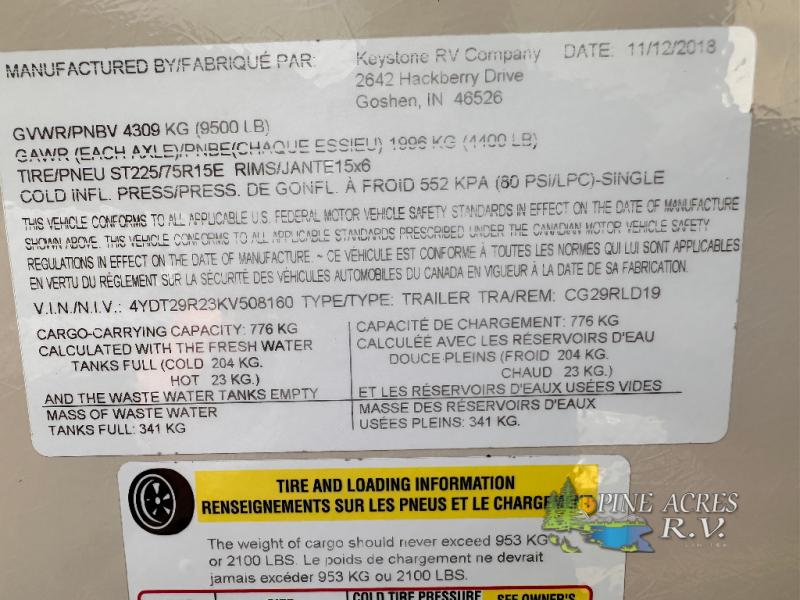 MANUFACTURED BY/FABRIQUÉ PAR: Keystone RV Company DATE: 11/12/2018
2642 Hackberry Drive
Goshen, IN 46526
GVWR/PNBV 4309 KG (9500 LB)
GAWR (EACH AXLE)/PNBE(CHAQUE ESSIEU) 1996 KG (4400 LB)
TIRE/PNEU ST225/75R15E RIMS/JANTE15x6
COLD INFL. PRESS/PRESS. DE GONFL. À FROID 552 KPA (80 PSI/LPC)-SINGLE
THIS VEHICLE CONFORMS TO ALL APPLICABLE U.S. FEDERAL MOTOR VEHICLE SAFETY STANDARDS IN EFFECT ON THE DATE OF MANUFACTURE
SHOWN ABOVE. THIS VEHICLE CONFORMS TO ALL APPLICABLE STANDARDS PRESCRIBED UNDER THE CANADIAN MOTOR VEHICLE SAFETY
REGULATIONS IN EFFECT ON THE DATE OF MANUFACTURE. ~ CE VÉHICULE EST CONFORME À TOUTES LES NORMES QUI LUI SONT APPLICABLES
EN VERTU DU RÈGLEMENT SUR LA SÉCURITÉ DES VÉHICULES AUTOMOBILES DU CANADA EN VIGUEUR À LA DATE DE SA FABRICATION.
V.I.N./N.I.V.: 4YDT29R23KV508160 TYPE/TYPE: TRAILER TRA/REM: CG29RLD19
CARGO-CARRYING CAPACITY: 776 KG
CALCULATED WITH THE FRESH WATER
TANKS FULL (COLD 204 KG.
HOT 23 KG.)
AND THE WASTE WATER TANKS EMPTY
MASS OF WASTE WATER
TANKS FULL: 341 KG
CAPACITÉ DE CHARGEMENT: 776 KG
CALCULÉE AVEC LES RÉSERVOIRS D'EAU
DOUCE PLEINS (FROID 204 KG.
CHAUD 23 KG.)
ET LES RÉSERVOIRS D'EAUX USÉES VIDES
MASSE DES RÉSERVOIRS D'EAUX
USÉES PLEINS: 341 KG.
TIRE AND LOADING INFORMATION
RENSEIGNEMENTS SUR LES PNEUS ET LE CHARGEMENT
The weight of cargo should never exceed 953 KG
or 2100 LBS. Le poids de chargement ne devrait
jamais excéder 953 KG ou 2100 LBS.
COLD TIRE PRESSURE SEE OWNER'S
PINE ACRES
R.V.